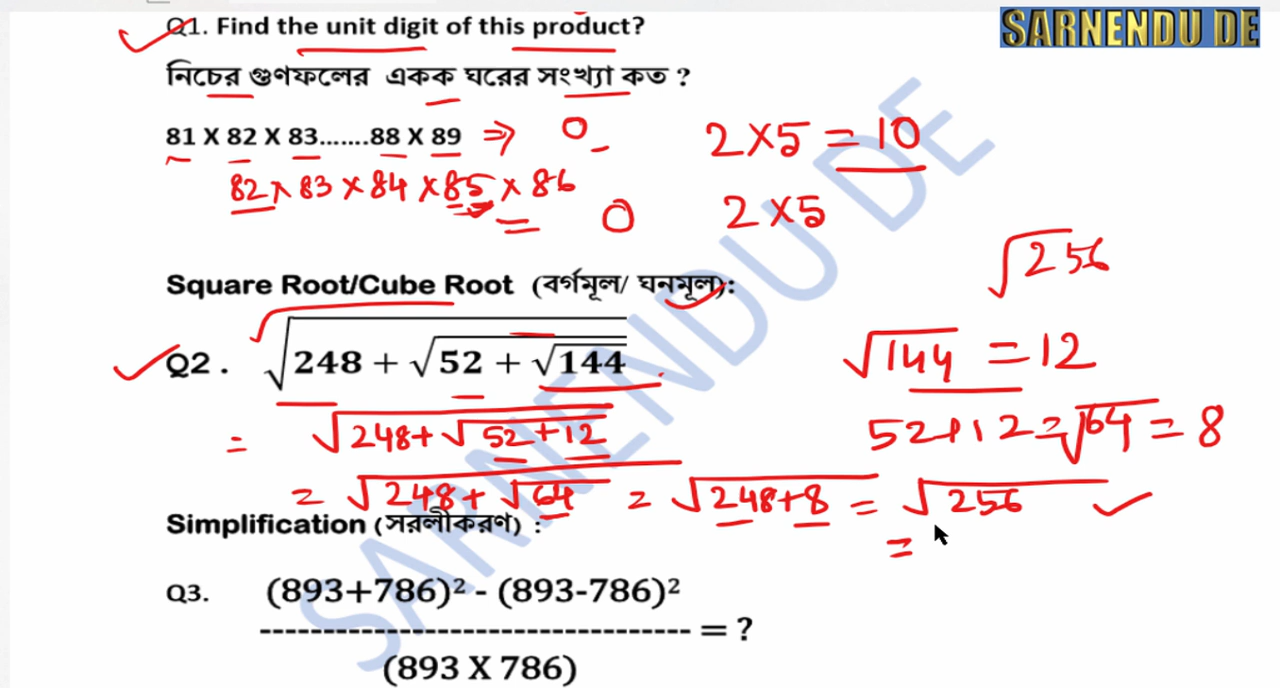 SARNENDU DE
Q1. Find the unit digit of this product?
নিচের গুণফলের একক ঘরের সংখ্যা কত ?
81 X 82 X 83.......88 X 89 ⇒ 0
2 X 5 = 10
82 X 83 X 84 X 85 X 86 = 0
2 X 5
√256
Square Root/Cube Root (বর্গমূল/ ঘনমূল):
Q2 . √(248 + √(52 + √144))
√144 = 12
= √(248 + √(52 + 12))
52 + 12 = √64 = 8
= √(248 + √64) = √(248 + 8) = √256
=
Simplification (সরলীকরণ) :
Q3. (893+786)² - (893-786)²
--------------------------------- = ?
(893 X 786)
SARNENDU DE